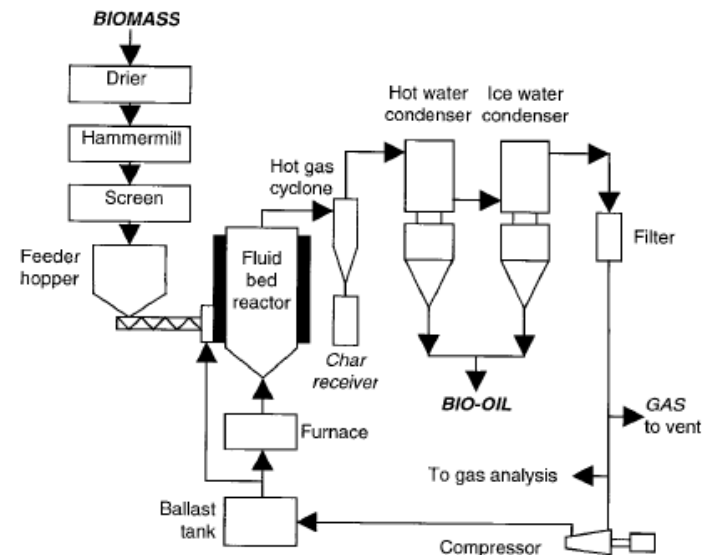 BIOMASS
Drier
Hammermill
Screen
Feeder
hopper
Fluid
bed
reactor
Hot gas
cyclone
Char
receiver
Hot water
condenser
Ice water
condenser
Filter
BIO-OIL
GAS
to vent
To gas analysis
Furnace
Ballast
tank
Compressor